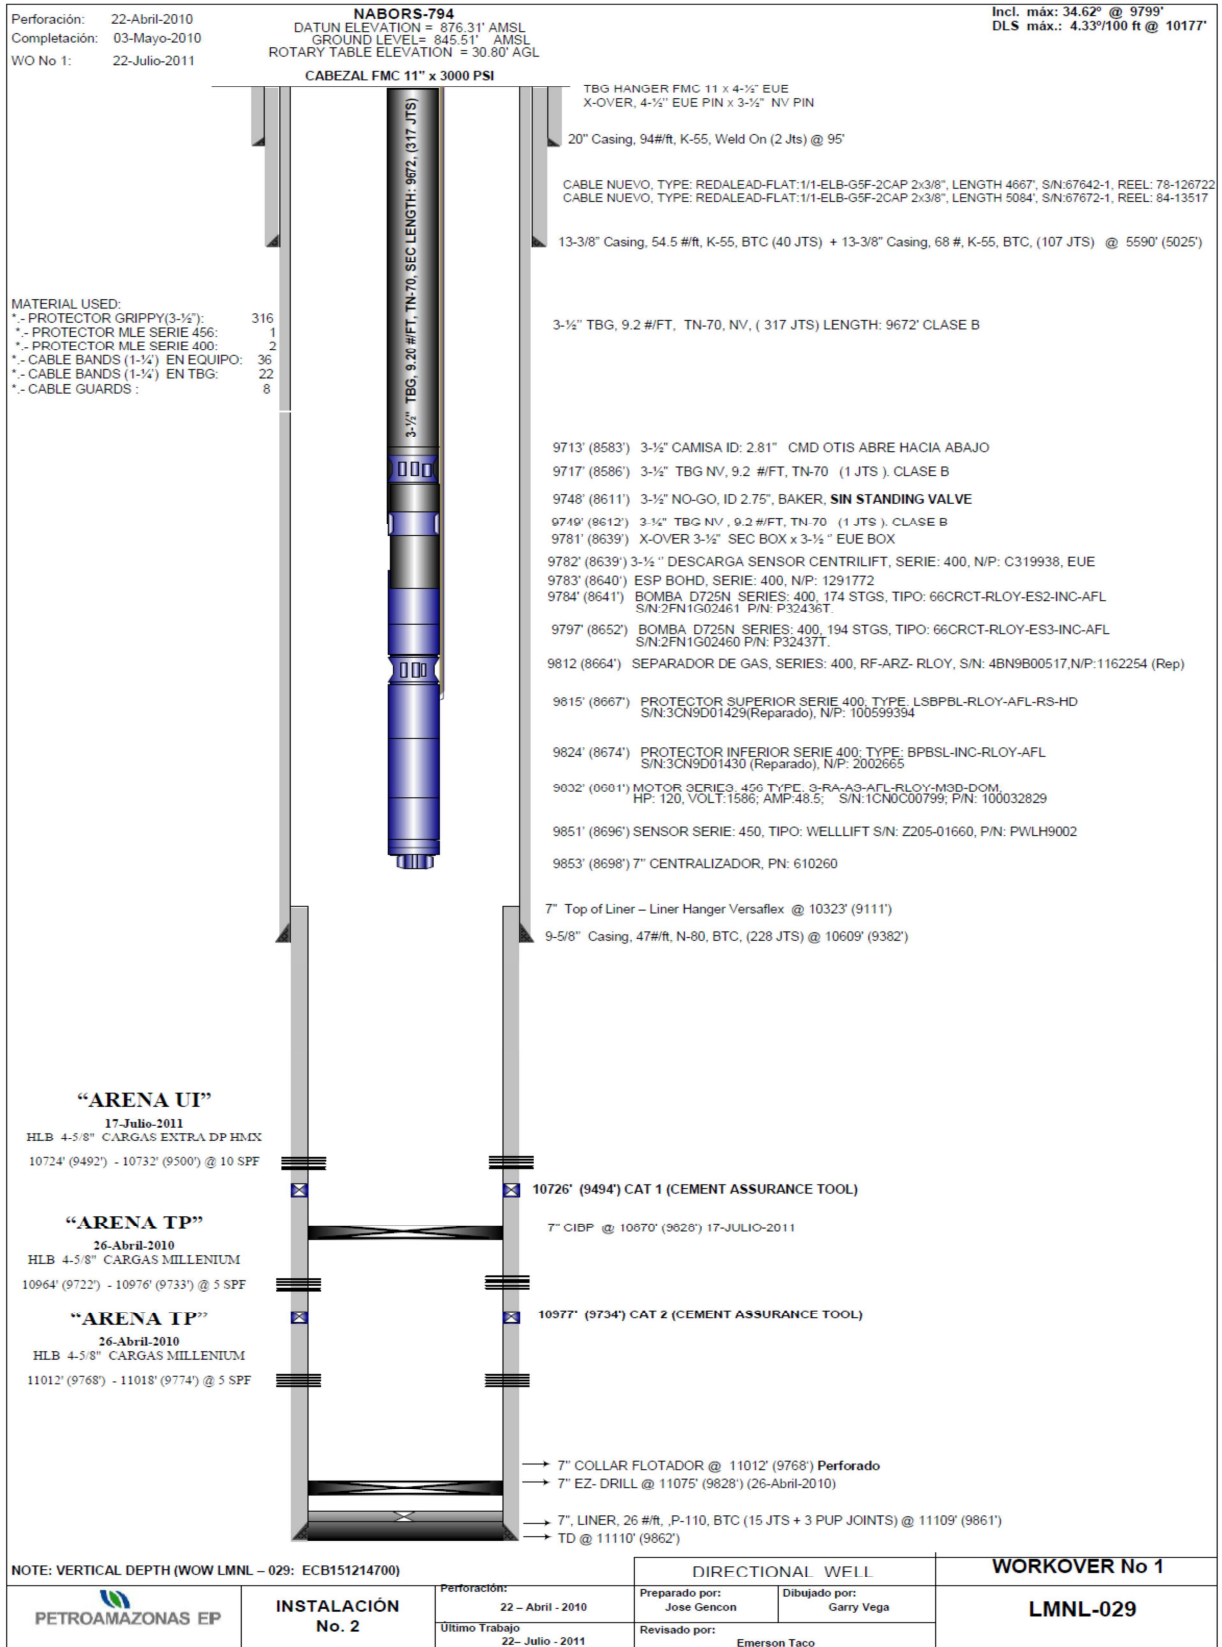 Perforación: 22-Abril-2010
Completación: 03-Mayo-2010
WO No 1: 22-Julio-2011
NABORS-794
DATUN ELEVATION = 876.31' AMSL
GROUND LEVEL= 845.51' AMSL
ROTARY TABLE ELEVATION = 30.80' AGL
CABEZAL FMC 11" x 3000 PSI
Incl. máx: 34.62º @ 9799'
DLS máx.: 4.33º/100 ft @ 10177'
TBG HANGER FMC 11 x 4-½" EUE
X-OVER, 4-½" EUE PIN x 3-½" NV PIN
20" Casing, 94#/ft, K-55, Weld On (2 Jts) @ 95'
CABLE NUEVO, TYPE: REDALEAD-FLAT:1/1-ELB-G5F-2CAP 2x3/8", LENGTH 4667', S/N:67642-1, REEL: 78-126722
CABLE NUEVO, TYPE: REDALEAD-FLAT:1/1-ELB-G5F-2CAP 2x3/8", LENGTH 5084', S/N:67672-1, REEL: 84-13517
13-3/8" Casing, 54.5 #/ft, K-55, BTC (40 JTS) + 13-3/8" Casing, 68 #, K-55, BTC, (107 JTS) @ 5590' (5025')
3-½" TBG, 9.20 #/FT, TN-70, SEC LENGTH: 9672, (317 JTS)
MATERIAL USED:
*.- PROTECTOR GRIPPY(3-½"): 316
*.- PROTECTOR MLE SERIE 456: 1
*.- PROTECTOR MLE SERIE 400: 2
*.- CABLE BANDS (1-¼') EN EQUIPO: 36
*.- CABLE BANDS (1-¼') EN TBG: 22
*.- CABLE GUARDS : 8
3-½" TBG, 9.2 #/FT, TN-70, NV, ( 317 JTS) LENGTH: 9672' CLASE B
9713' (8583') 3-½" CAMISA ID: 2.81" CMD OTIS ABRE HACIA ABAJO
9717' (8586') 3-½" TBG NV, 9.2 #/FT, TN-70 (1 JTS ). CLASE B
9748' (8611') 3-½" NO-GO, ID 2.75", BAKER, SIN STANDING VALVE
9749' (8612') 3-½" TBG NV , 9.2 #/FT, TN-70 (1 JTS ). CLASE B
9781' (8639') X-OVER 3-½" SEC BOX x 3-½ " EUE BOX
9782' (8639') 3-½ " DESCARGA SENSOR CENTRILIFT, SERIE: 400, N/P: C319938, EUE
9783' (8640') ESP BOHD, SERIE: 400, N/P: 1291772
9784' (8641') BOMBA D725N SERIES: 400, 174 STGS, TIPO: 66CRCT-RLOY-ES2-INC-AFL
S/N:2FN1G02461 P/N: P32436T.
9797' (8652') BOMBA D725N SERIES: 400, 194 STGS, TIPO: 66CRCT-RLOY-ES3-INC-AFL
S/N:2FN1G02460 P/N: P32437T.
9812 (8664') SEPARADOR DE GAS, SERIES: 400, RF-ARZ- RLOY, S/N: 4BN9B00517,N/P:1162254 (Rep)
9815' (8667') PROTECTOR SUPERIOR SERIE 400, TYPE: LSBPBL-RLOY-AFL-RS-HD
S/N:3CN9D01429(Reparado), N/P: 100599394
9824' (8674') PROTECTOR INFERIOR SERIE 400; TYPE: BPBSL-INC-RLOY-AFL
S/N:3CN9D01430 (Reparado), N/P: 2002665
9832' (8681') MOTOR SERIES. 456 TYPE. S-RA-AS-AFL-RLOY-MSB-DOM,
HP: 120, VOLT:1586; AMP:48.5; S/N:1CN0C00799; P/N: 100032829
9851' (8696') SENSOR SERIE: 450, TIPO: WELLLIFT S/N: Z205-01660, P/N: PWLH9002
9853' (8698') 7" CENTRALIZADOR, PN: 610260
7" Top of Liner – Liner Hanger Versaflex @ 10323' (9111')
9-5/8" Casing, 47#/ft, N-80, BTC, (228 JTS) @ 10609' (9382')
"ARENA UI"
17-Julio-2011
HLB 4-5/8" CARGAS EXTRA DP HMX
10724' (9492') - 10732' (9500') @ 10 SPF
10726' (9494') CAT 1 (CEMENT ASSURANCE TOOL)
"ARENA TP"
26-Abril-2010
HLB 4-5/8" CARGAS MILLENIUM
10964' (9722') - 10976' (9733') @ 5 SPF
7" CIBP @ 10870' (9628') 17-JULIO-2011
"ARENA TP"
26-Abril-2010
HLB 4-5/8" CARGAS MILLENIUM
11012' (9768') - 11018' (9774') @ 5 SPF
10977' (9734') CAT 2 (CEMENT ASSURANCE TOOL)
7" COLLAR FLOTADOR @ 11012' (9768') Perforado
7" EZ- DRILL @ 11075' (9828') (26-Abril-2010)
7", LINER, 26 #/ft, ,P-110, BTC (15 JTS + 3 PUP JOINTS) @ 11109' (9861')
TD @ 11110' (9862')
NOTE: VERTICAL DEPTH (WOW LMNL – 029: ECB151214700)
DIRECTIONAL WELL
WORKOVER No 1
PETROAMAZONAS EP
INSTALACIÓN
No. 2
Perforación:
22 – Abril - 2010
Último Trabajo
22– Julio - 2011
Preparado por:
Jose Gencon
Dibujado por:
Garry Vega
Revisado por:
Emerson Taco
LMNL-029